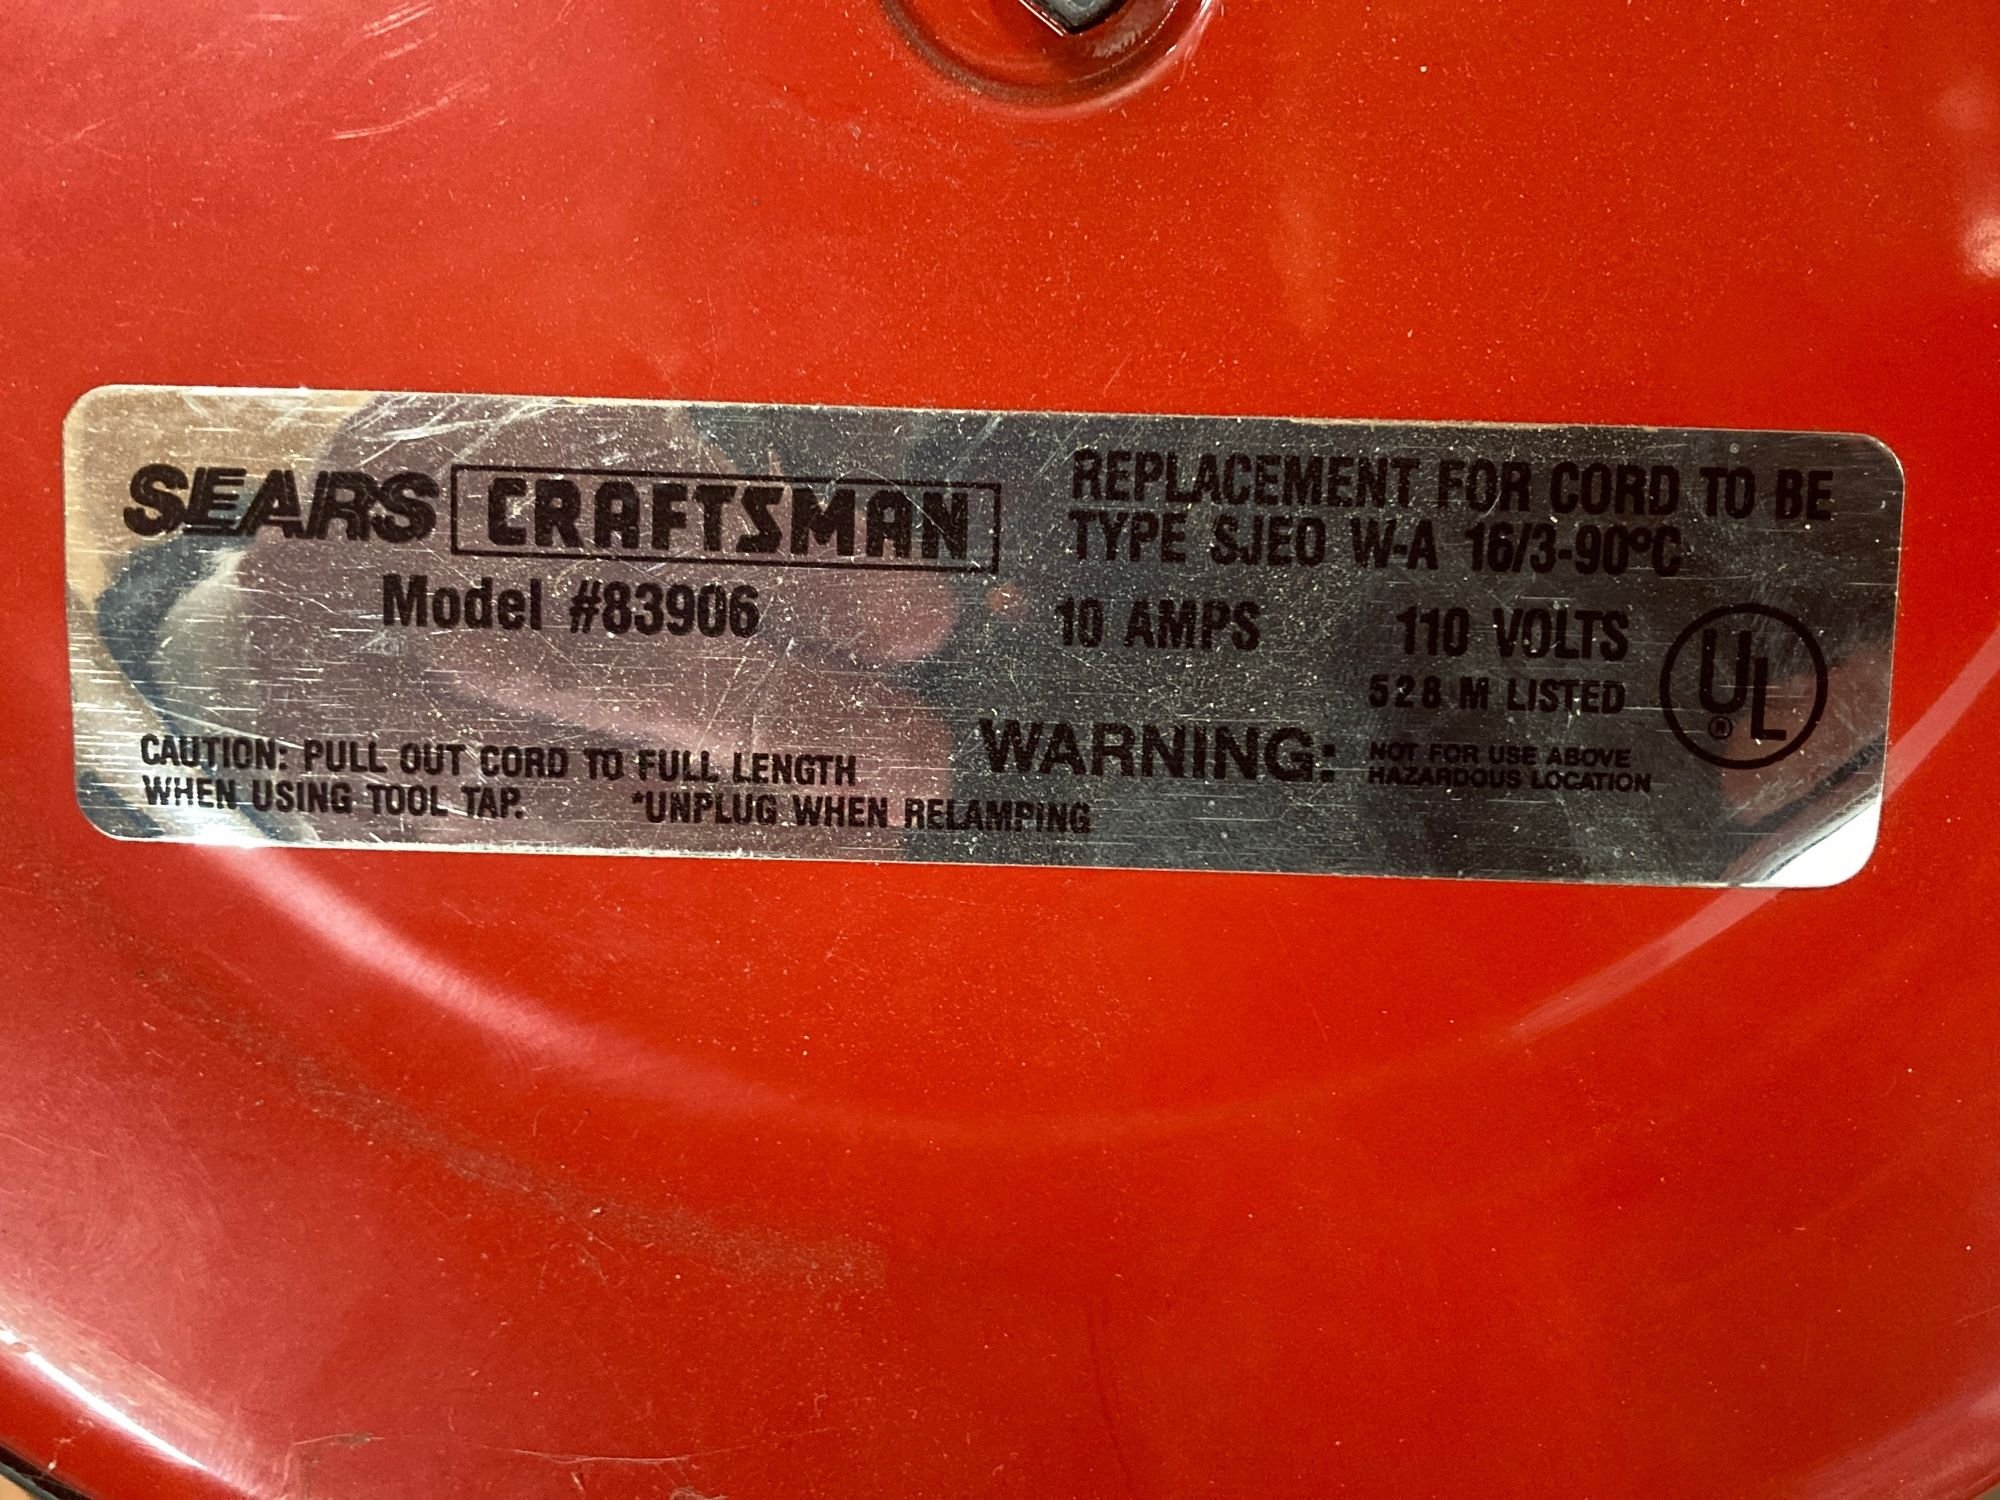 SEARS CRAFTSMAN
Model #83906
CAUTION: PULL OUT CORD TO FULL LENGTH
WHEN USING TOOL TAP. *UNPLUG WHEN RELAMPING
REPLACEMENT FOR CORD TO BE
TYPE SJEO W-A 16/3-90°C
10 AMPS 110 VOLTS
528 M LISTED
UL ®
WARNING: NOT FOR USE ABOVE
HAZARDOUS LOCATION